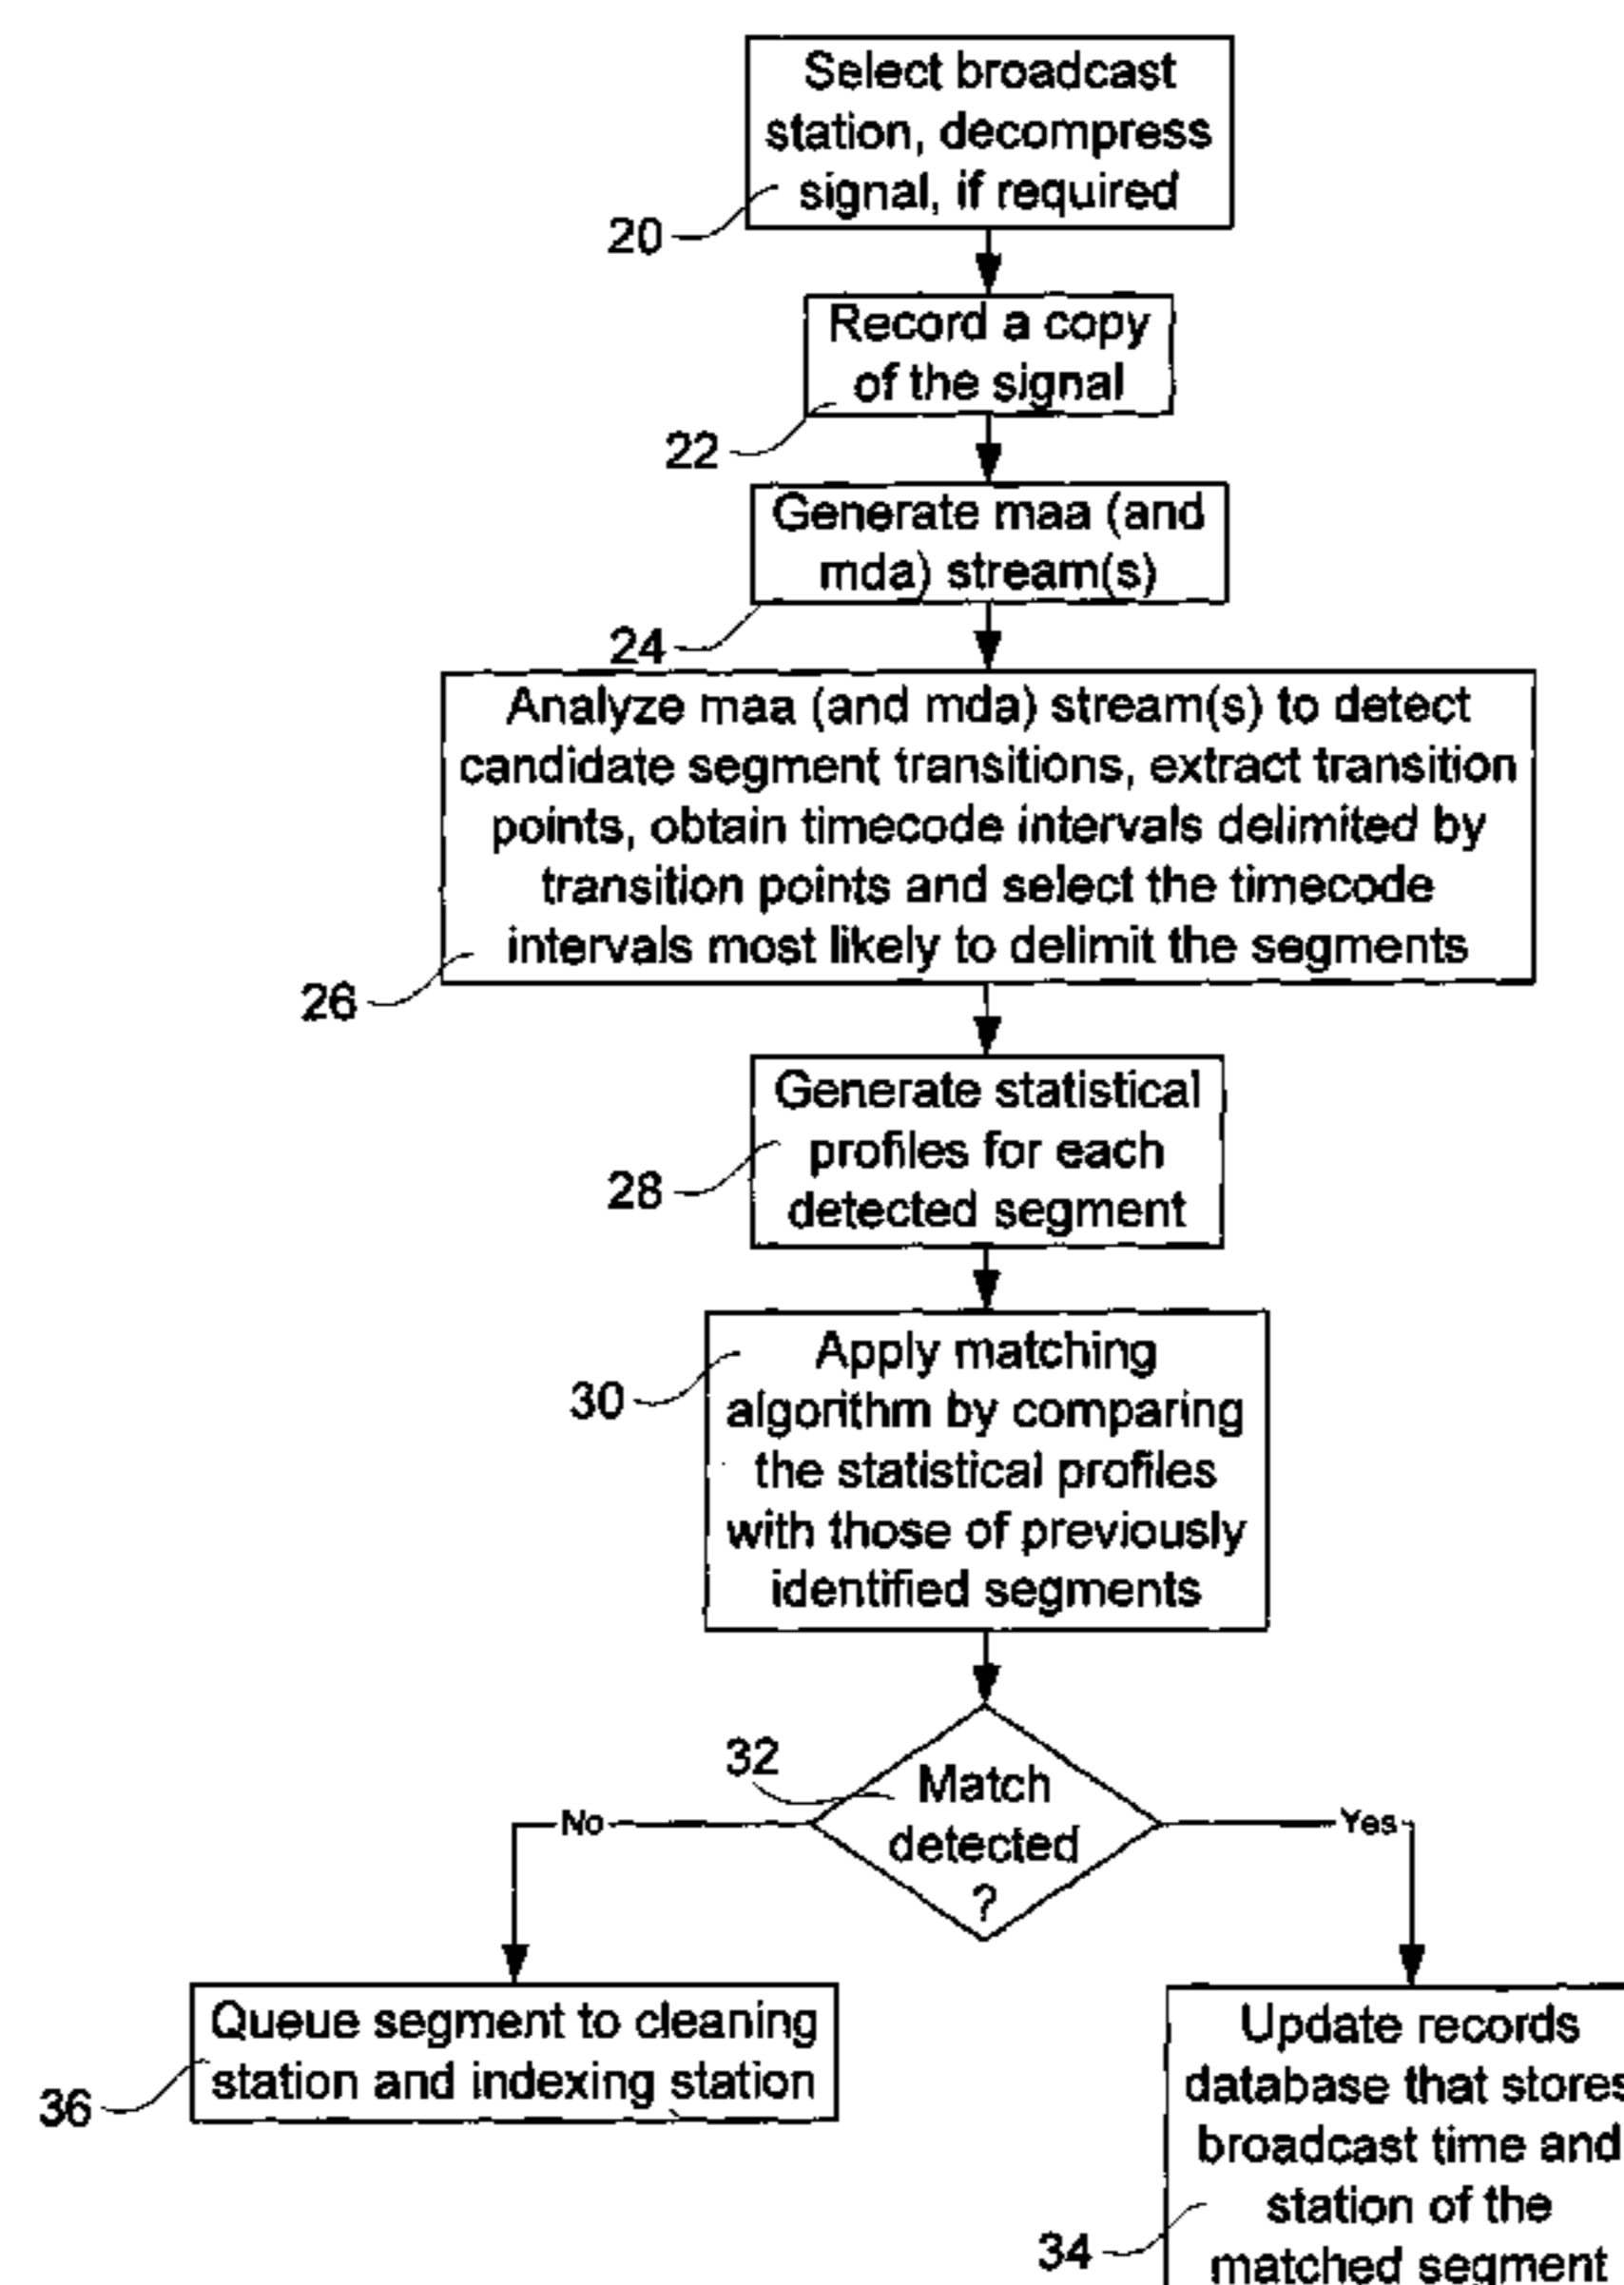 Select broadcast
station, decompress
signal, if required
20
Record a copy
of the signal
22
Generate maa (and
mda) stream(s)
24
Analyze maa (and mda) stream(s) to detect
candidate segment transitions, extract transition
points, obtain timecode intervals delimited by
transition points and select the timecode
intervals most likely to delimit the segments
26
Generate statistical
profiles for each
detected segment
28
Apply matching
algorithm by comparing
the statistical profiles
with those of previously
identified segments
30
Match
detected
?
32
No
Yes
Queue segment to cleaning
station and indexing station
36
Update records
database that stores
broadcast time and
station of the
matched segment
34